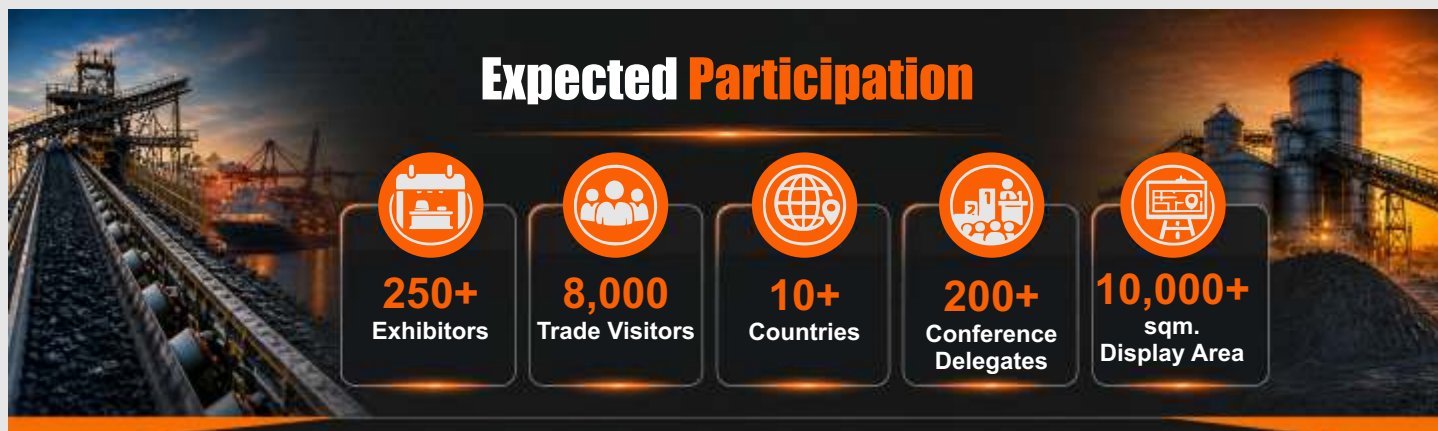 Expected Participation
250+
Exhibitors
8,000
Trade Visitors
10+
Countries
200+
Conference
Delegates
10,000+
sqm.
Display Area